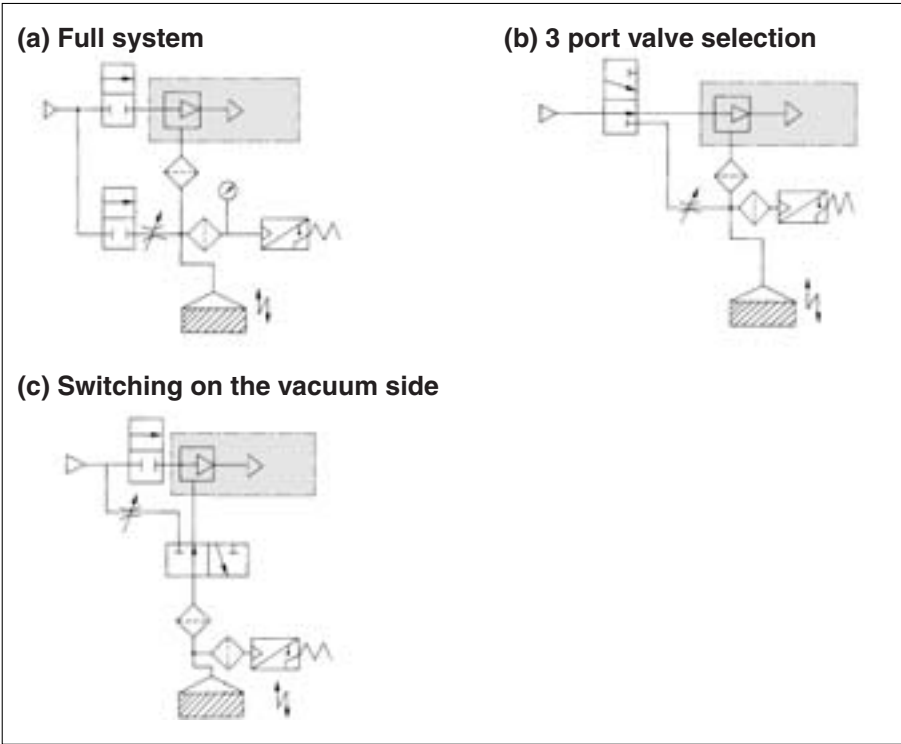 (a) Full system
(b) 3 port valve selection
(c) Switching on the vacuum side